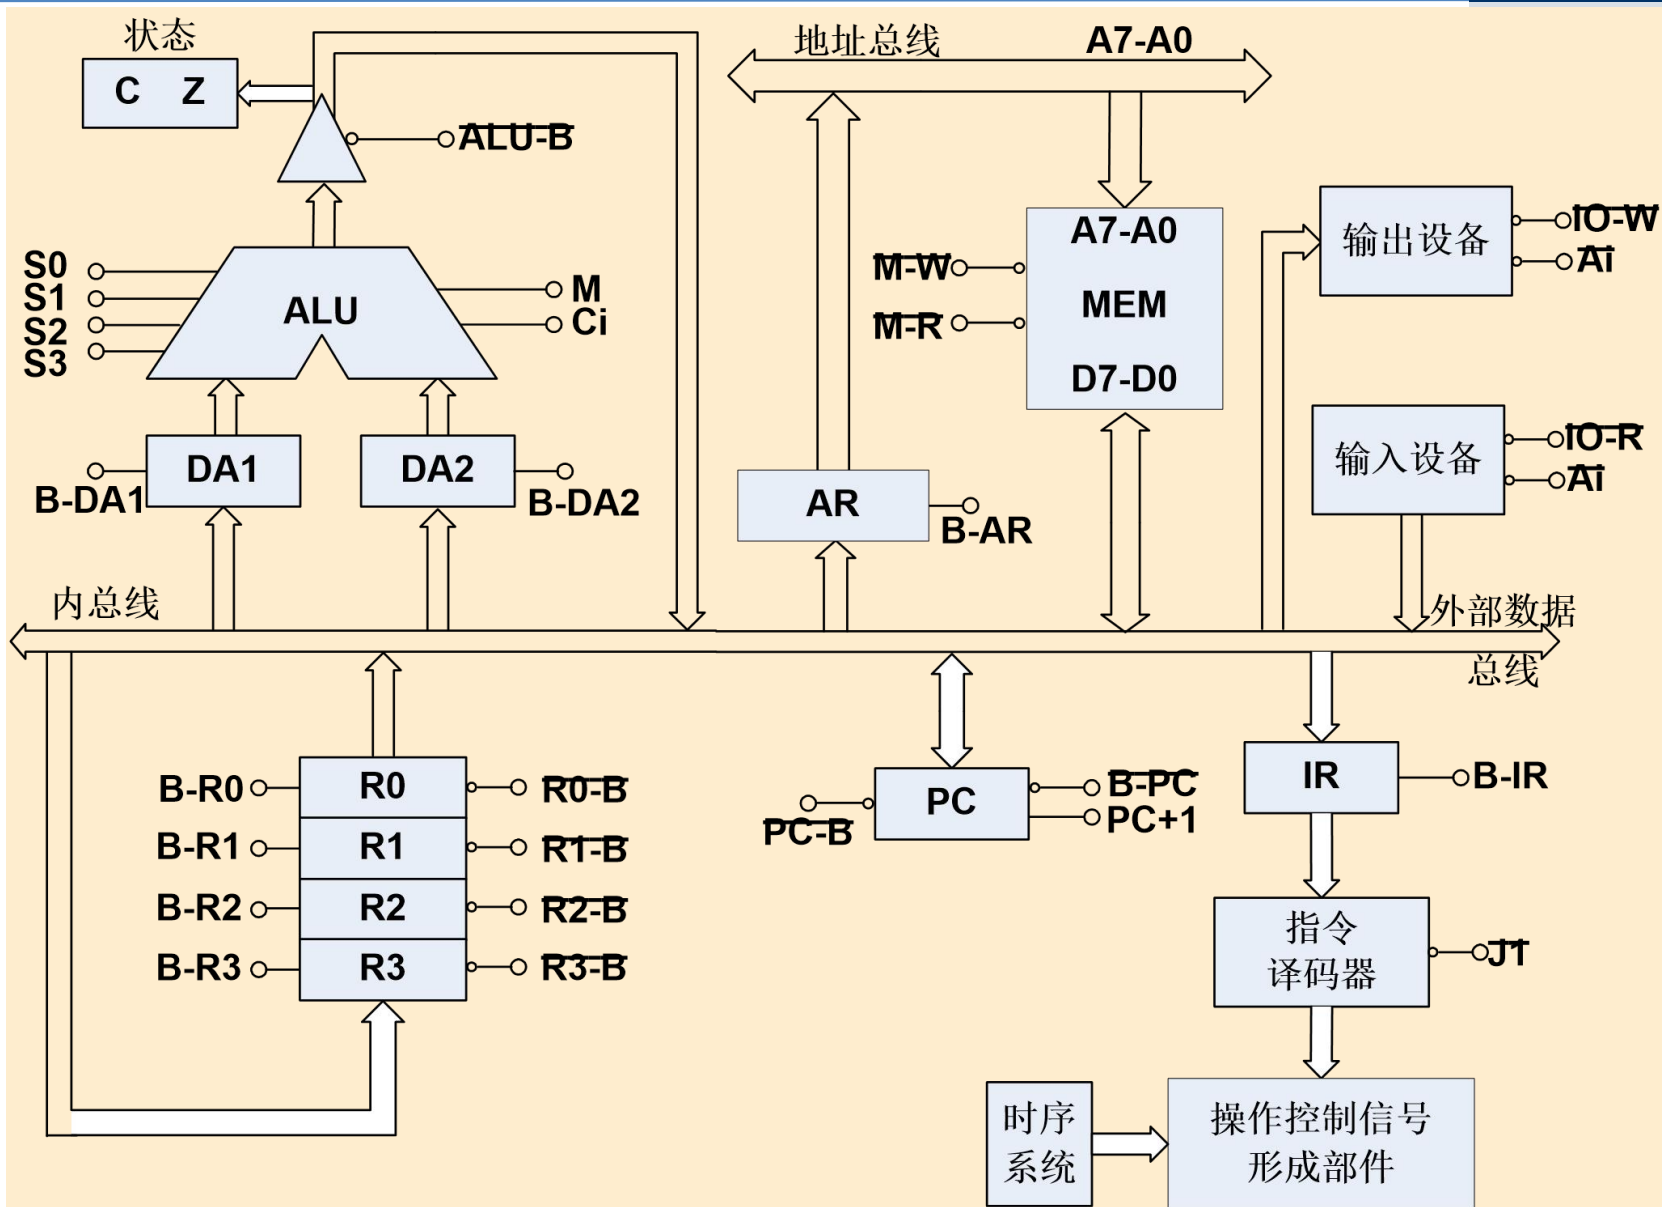 状态
C Z
ALU-B
地址总线 A7-A0
S0
S1
S2
S3
ALU
M
Ci
A7-A0
MEM
D7-D0
M-W
M-R
输出设备
IO-W
Ai
输入设备
IO-R
Ai
DA1
B-DA1
DA2
B-DA2
AR
B-AR
内总线
外部数据
总线
B-R0 R0 R0-B
B-R1 R1 R1-B
B-R2 R2 R2-B
B-R3 R3 R3-B
PC-B
PC
B-PC
PC+1
IR
B-IR
指令
译码器
J1
时序
系统
操作控制信号
形成部件